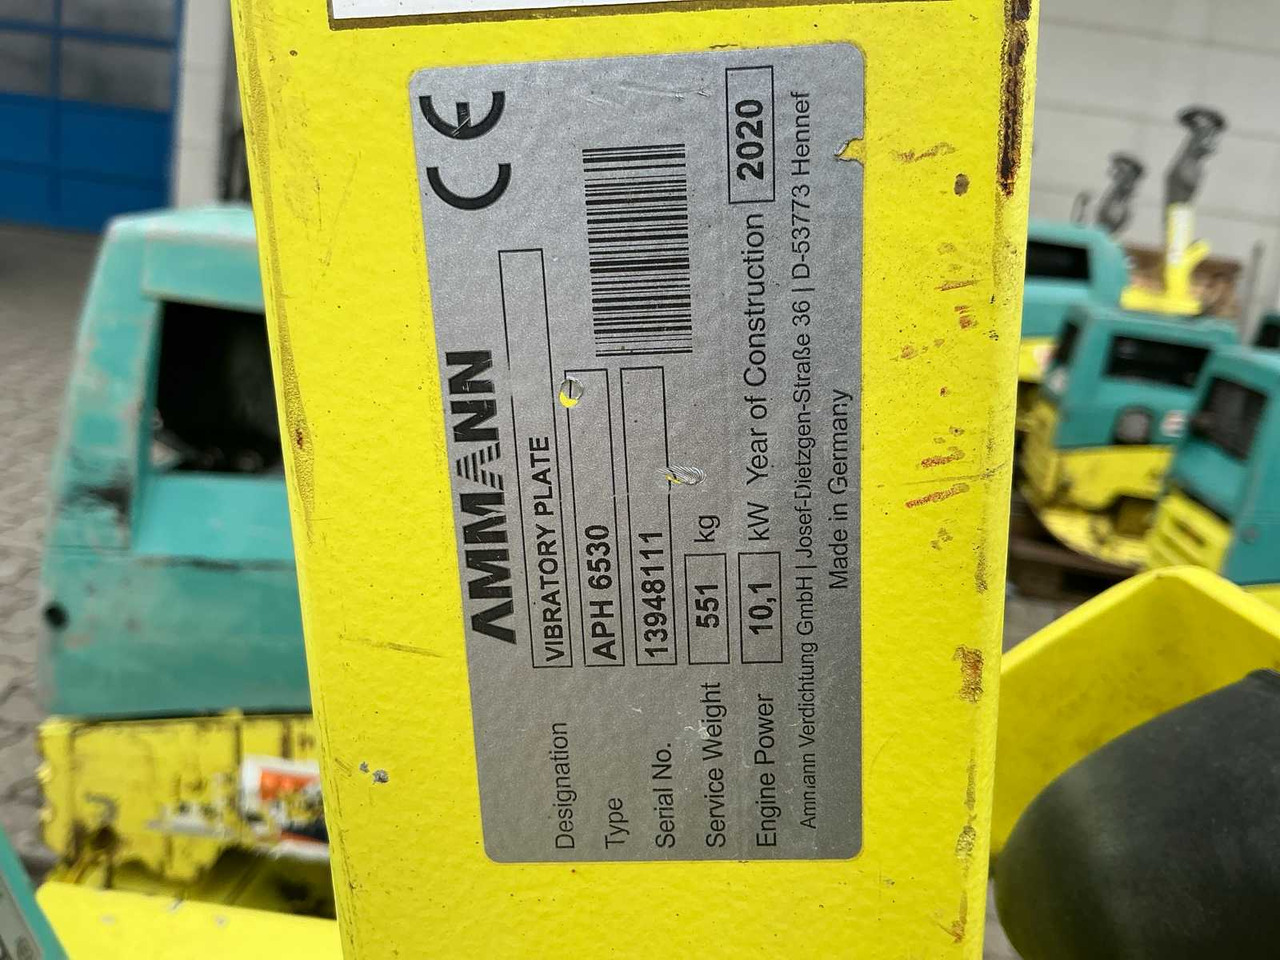 AMMANN CE
Designation VIBRATORY PLATE
Type APH 6530
Serial No. 13948111
Service Weight 551 kg
Engine Power 10,1 kW Year of Construction 2020
Ammann Verdichtung GmbH | Josef-Dietzgen-Straße 36 | D-53773 Hennef
Made in Germany